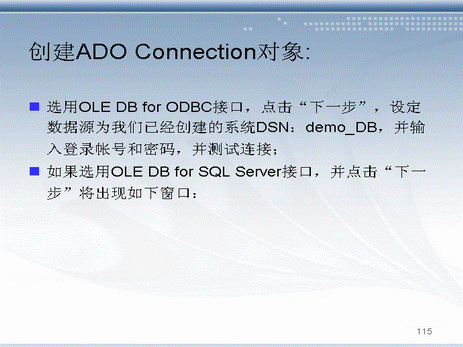 创建ADO Connection对象:
选用OLE DB for ODBC接口，点击“下一步”，设定
数据源为我们已经创建的系统DSN：demo_DB，并输
入登录帐号和密码，并测试连接；
如果选用OLE DB for SQL Server接口，并点击“下一
步”将出现如下窗口：
115